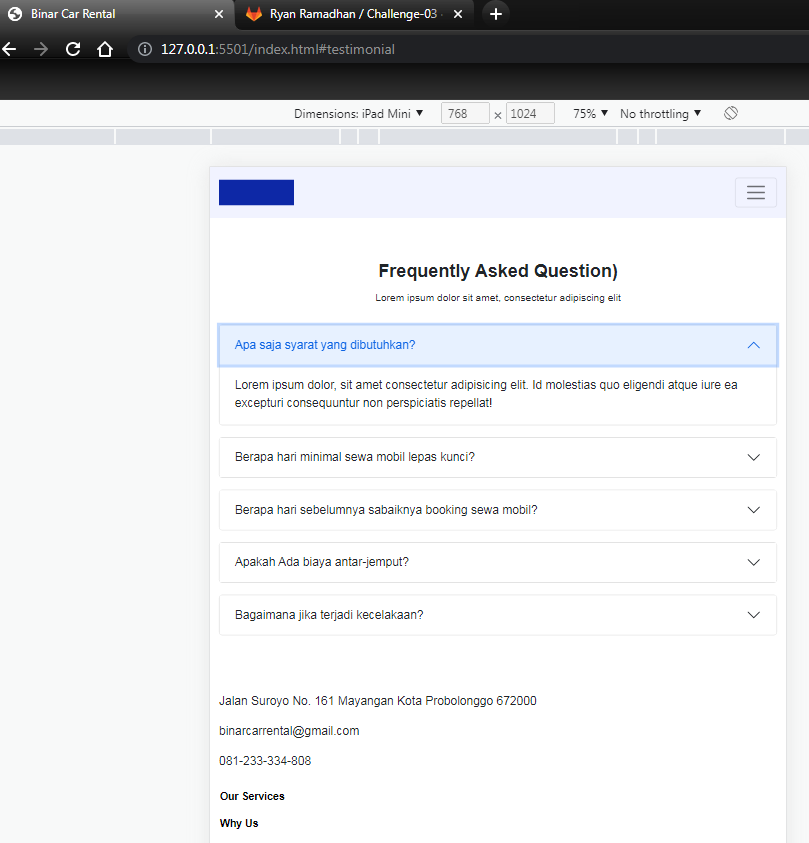 Binar Car Rental
Ryan Ramadhan / Challenge-03
127.0.0.1:5501/index.html#testimonial
Dimensions: iPad Mini ▼ 768 × 1024 75% ▼ No throttling ▼
Frequently Asked Question)
Lorem ipsum dolor sit amet, consectetur adipiscing elit
Apa saja syarat yang dibutuhkan?
Lorem ipsum dolor, sit amet consectetur adipisicing elit. Id molestias quo eligendi atque iure ea
excepturi consequuntur non perspiciatis repellat!
Berapa hari minimal sewa mobil lepas kunci?
Berapa hari sebelumnya sabaiknya booking sewa mobil?
Apakah Ada biaya antar-jemput?
Bagaimana jika terjadi kecelakaan?
Jalan Suroyo No. 161 Mayangan Kota Probolonggo 672000
binarcarrental@gmail.com
081-233-334-808
Our Services
Why Us